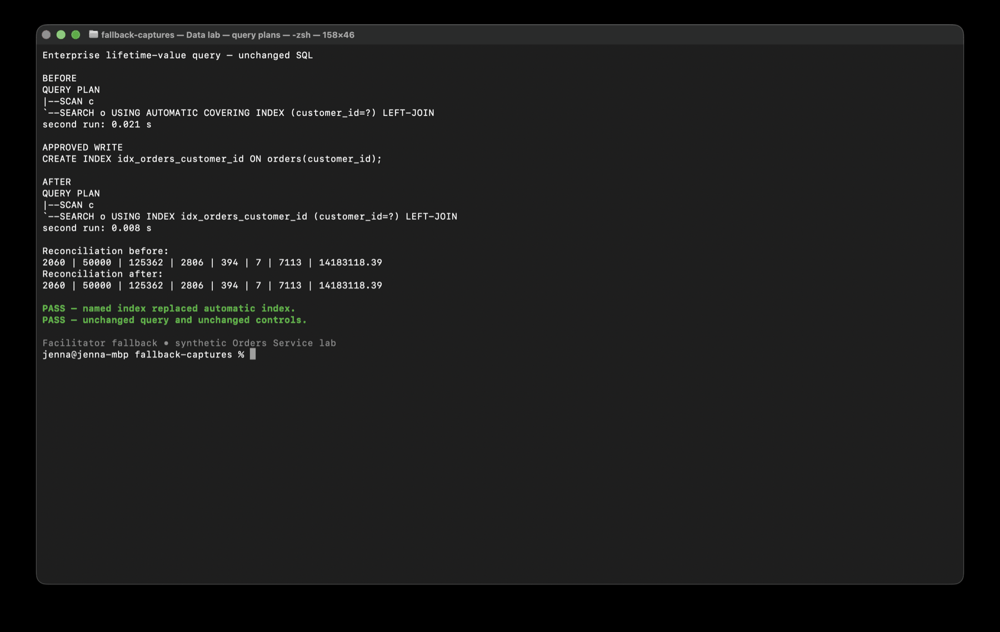 fallback-captures — Data lab — query plans — -zsh — 158×46
Enterprise lifetime-value query — unchanged SQL
BEFORE
QUERY PLAN
|--SCAN c
`--SEARCH o USING AUTOMATIC COVERING INDEX (customer_id=?) LEFT-JOIN
second run: 0.021 s
APPROVED WRITE
CREATE INDEX idx_orders_customer_id ON orders(customer_id);
AFTER
QUERY PLAN
|--SCAN c
`--SEARCH o USING INDEX idx_orders_customer_id (customer_id=?) LEFT-JOIN
second run: 0.008 s
Reconciliation before:
2060 | 50000 | 125362 | 2806 | 394 | 7 | 7113 | 14183118.39
Reconciliation after:
2060 | 50000 | 125362 | 2806 | 394 | 7 | 7113 | 14183118.39
PASS — named index replaced automatic index.
PASS — unchanged query and unchanged controls.
Facilitator fallback • synthetic Orders Service lab
jenna@jenna-mbp fallback-captures %